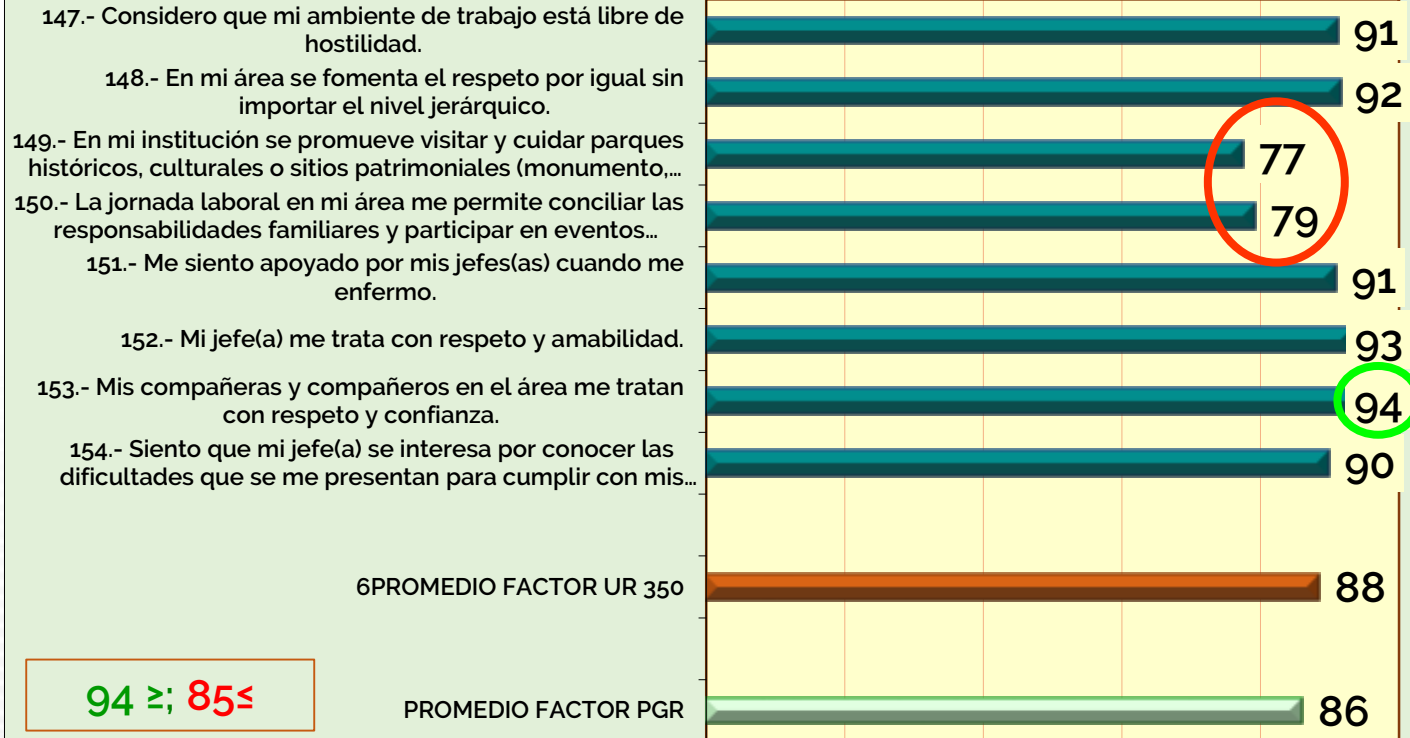 147.- Considero que mi ambiente de trabajo está libre de
hostilidad.
91
148.- En mi área se fomenta el respeto por igual sin
importar el nivel jerárquico.
92
149.- En mi institución se promueve visitar y cuidar parques
históricos, culturales o sitios patrimoniales (monumento,...
77
150.- La jornada laboral en mi área me permite conciliar las
responsabilidades familiares y participar en eventos...
79
151.- Me siento apoyado por mis jefes(as) cuando me
enfermo.
91
152.- Mi jefe(a) me trata con respeto y amabilidad.
93
153.- Mis compañeras y compañeros en el área me tratan
con respeto y confianza.
94
154.- Siento que mi jefe(a) se interesa por conocer las
dificultades que se me presentan para cumplir con mis...
90
6PROMEDIO FACTOR UR 350
88
94 ≥; 85≤
PROMEDIO FACTOR PGR
86